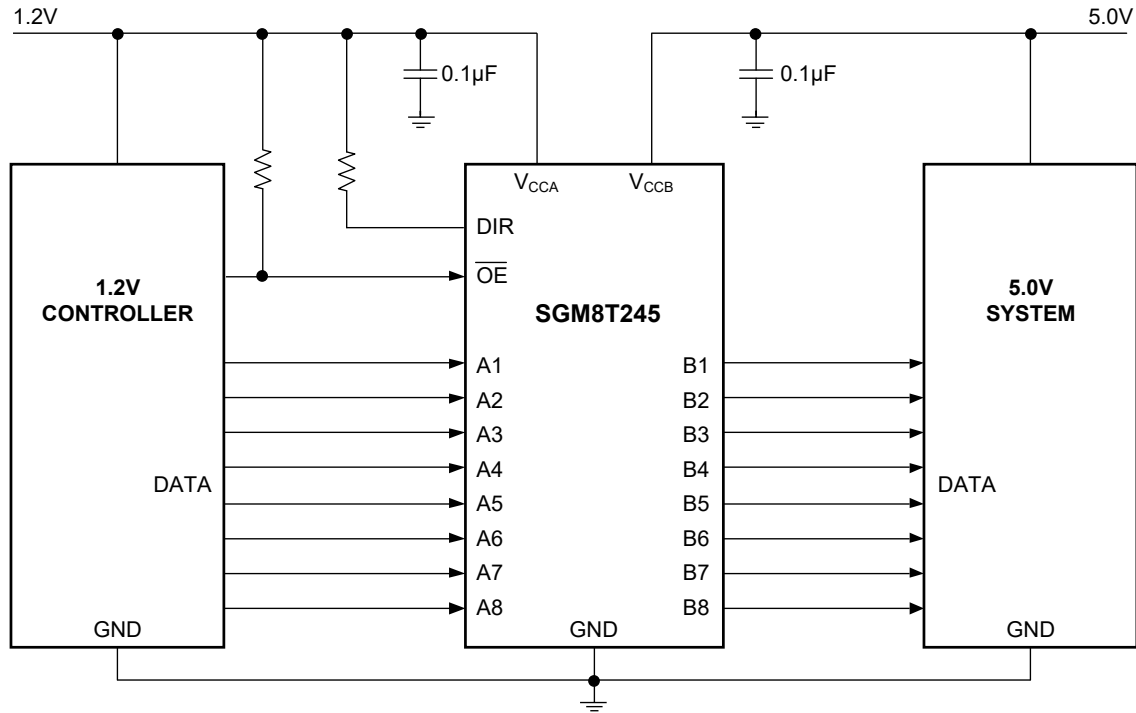 1.2V
5.0V
0.1µF
0.1µF
VCCA
VCCB
DIR
OE
1.2V
CONTROLLER
SGM8T245
5.0V
SYSTEM
A1
B1
A2
B2
A3
B3
A4
B4
DATA
DATA
A5
B5
A6
B6
A7
B7
A8
B8
GND
GND
GND